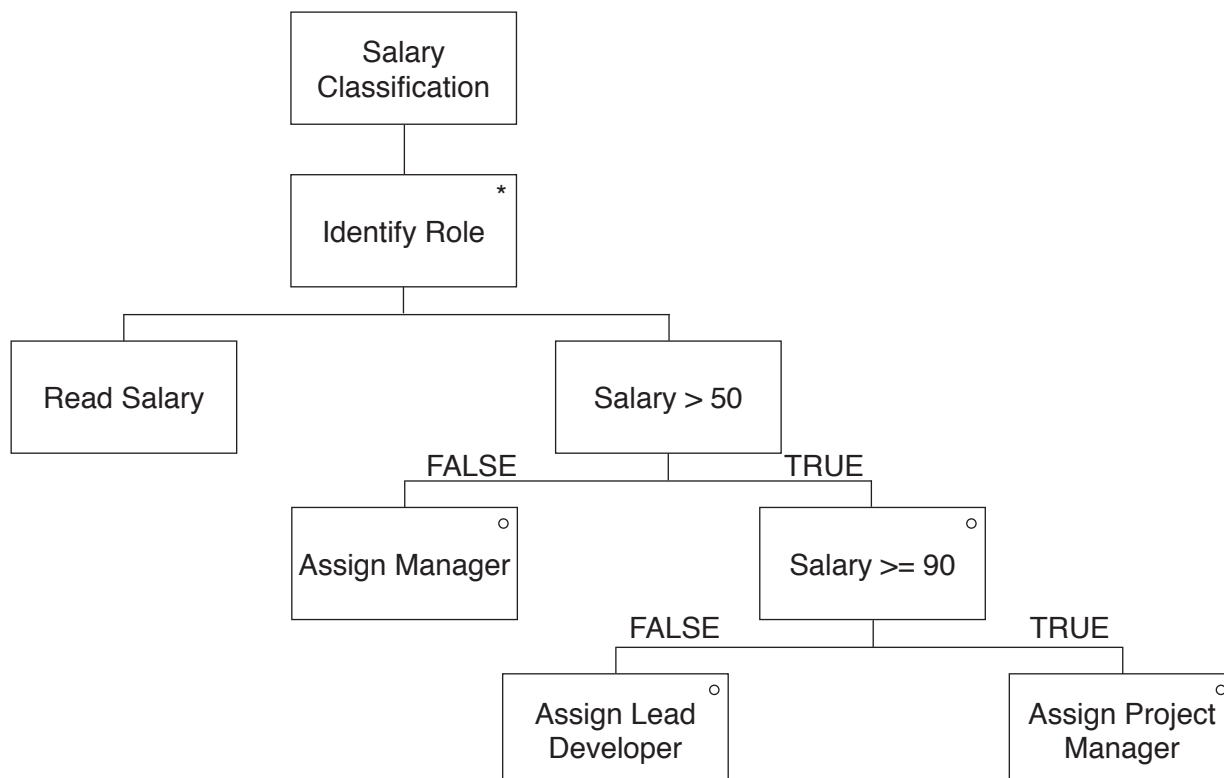 Salary
Classification
*
Identify Role
Read Salary
Salary > 50
FALSE
TRUE
Assign Manager
Salary >= 90
FALSE
TRUE
Assign Lead
Developer
Assign Project
Manager